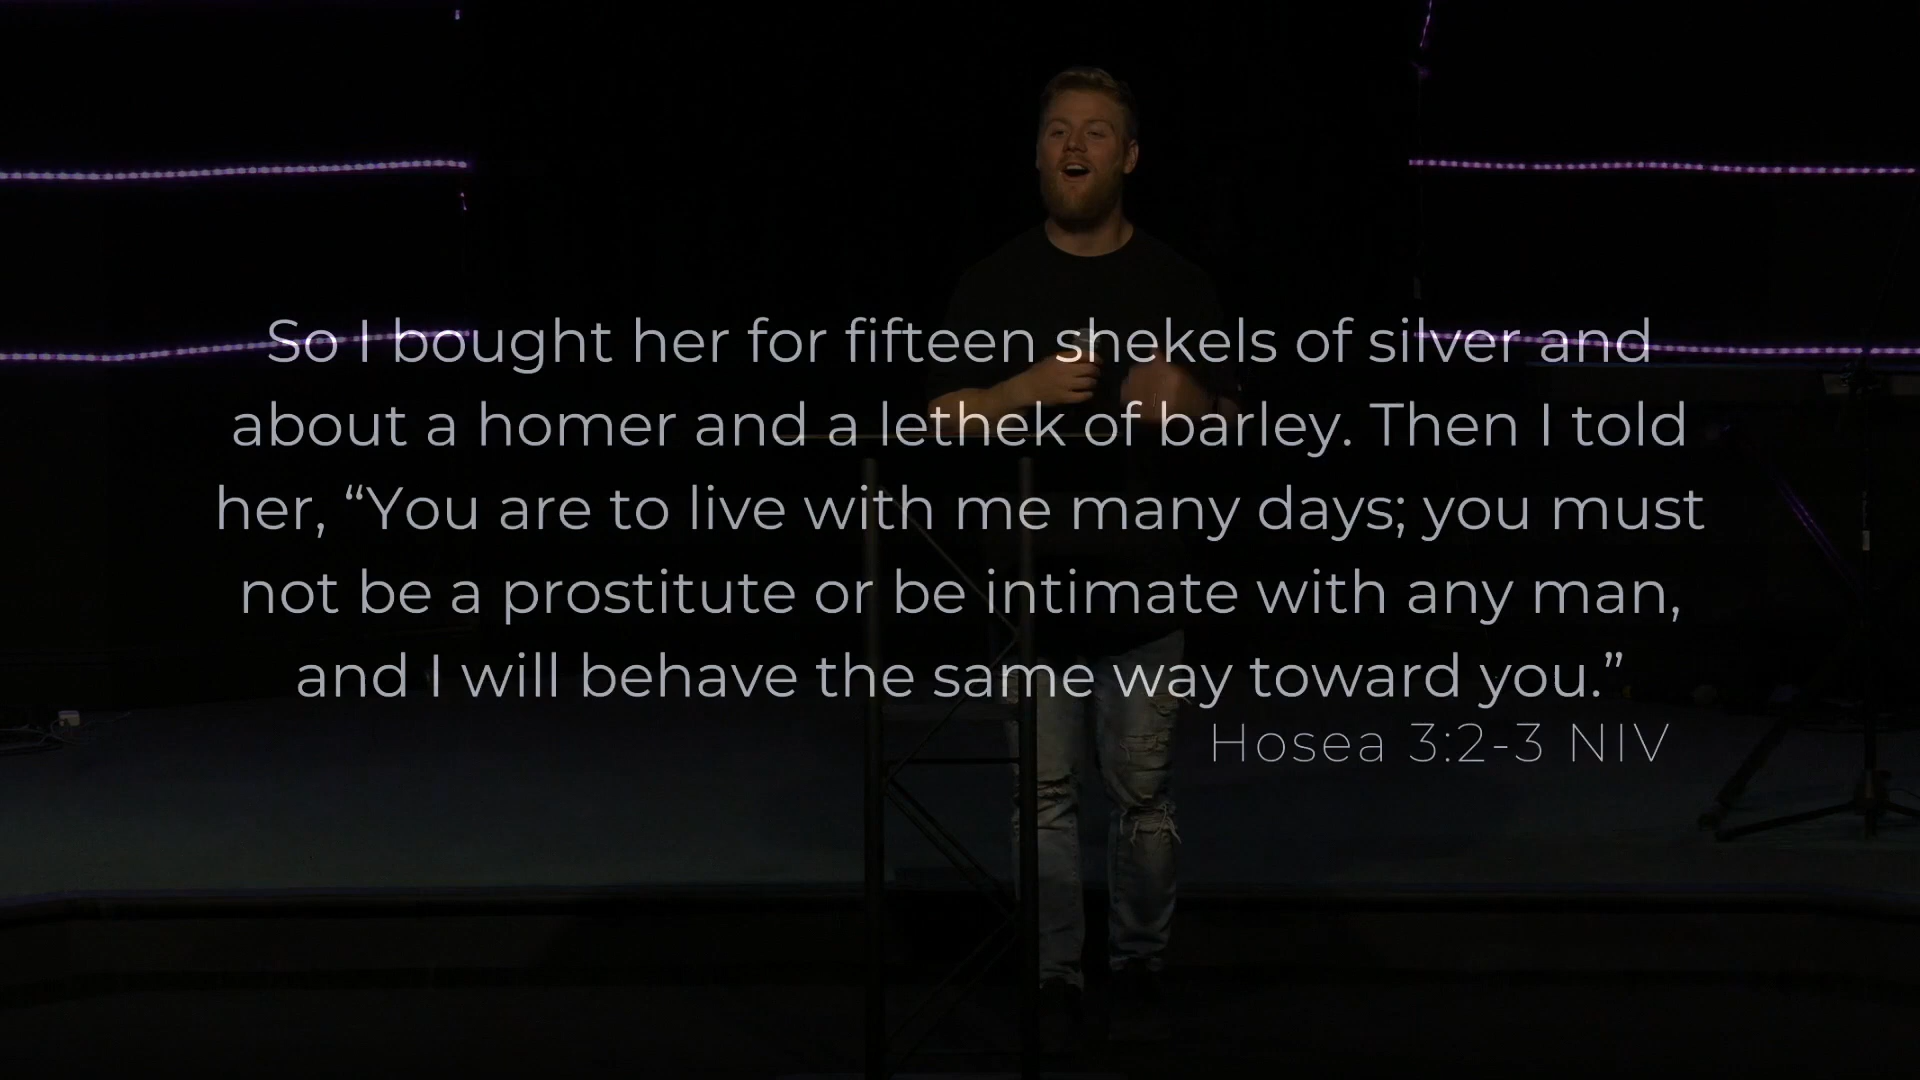 So I bought her for fifteen shekels of silver and
about a homer and a lethek of barley. Then I told
her, “You are to live with me many days; you must
not be a prostitute or be intimate with any man,
and I will behave the same way toward you.”
Hosea 3:2-3 NIV